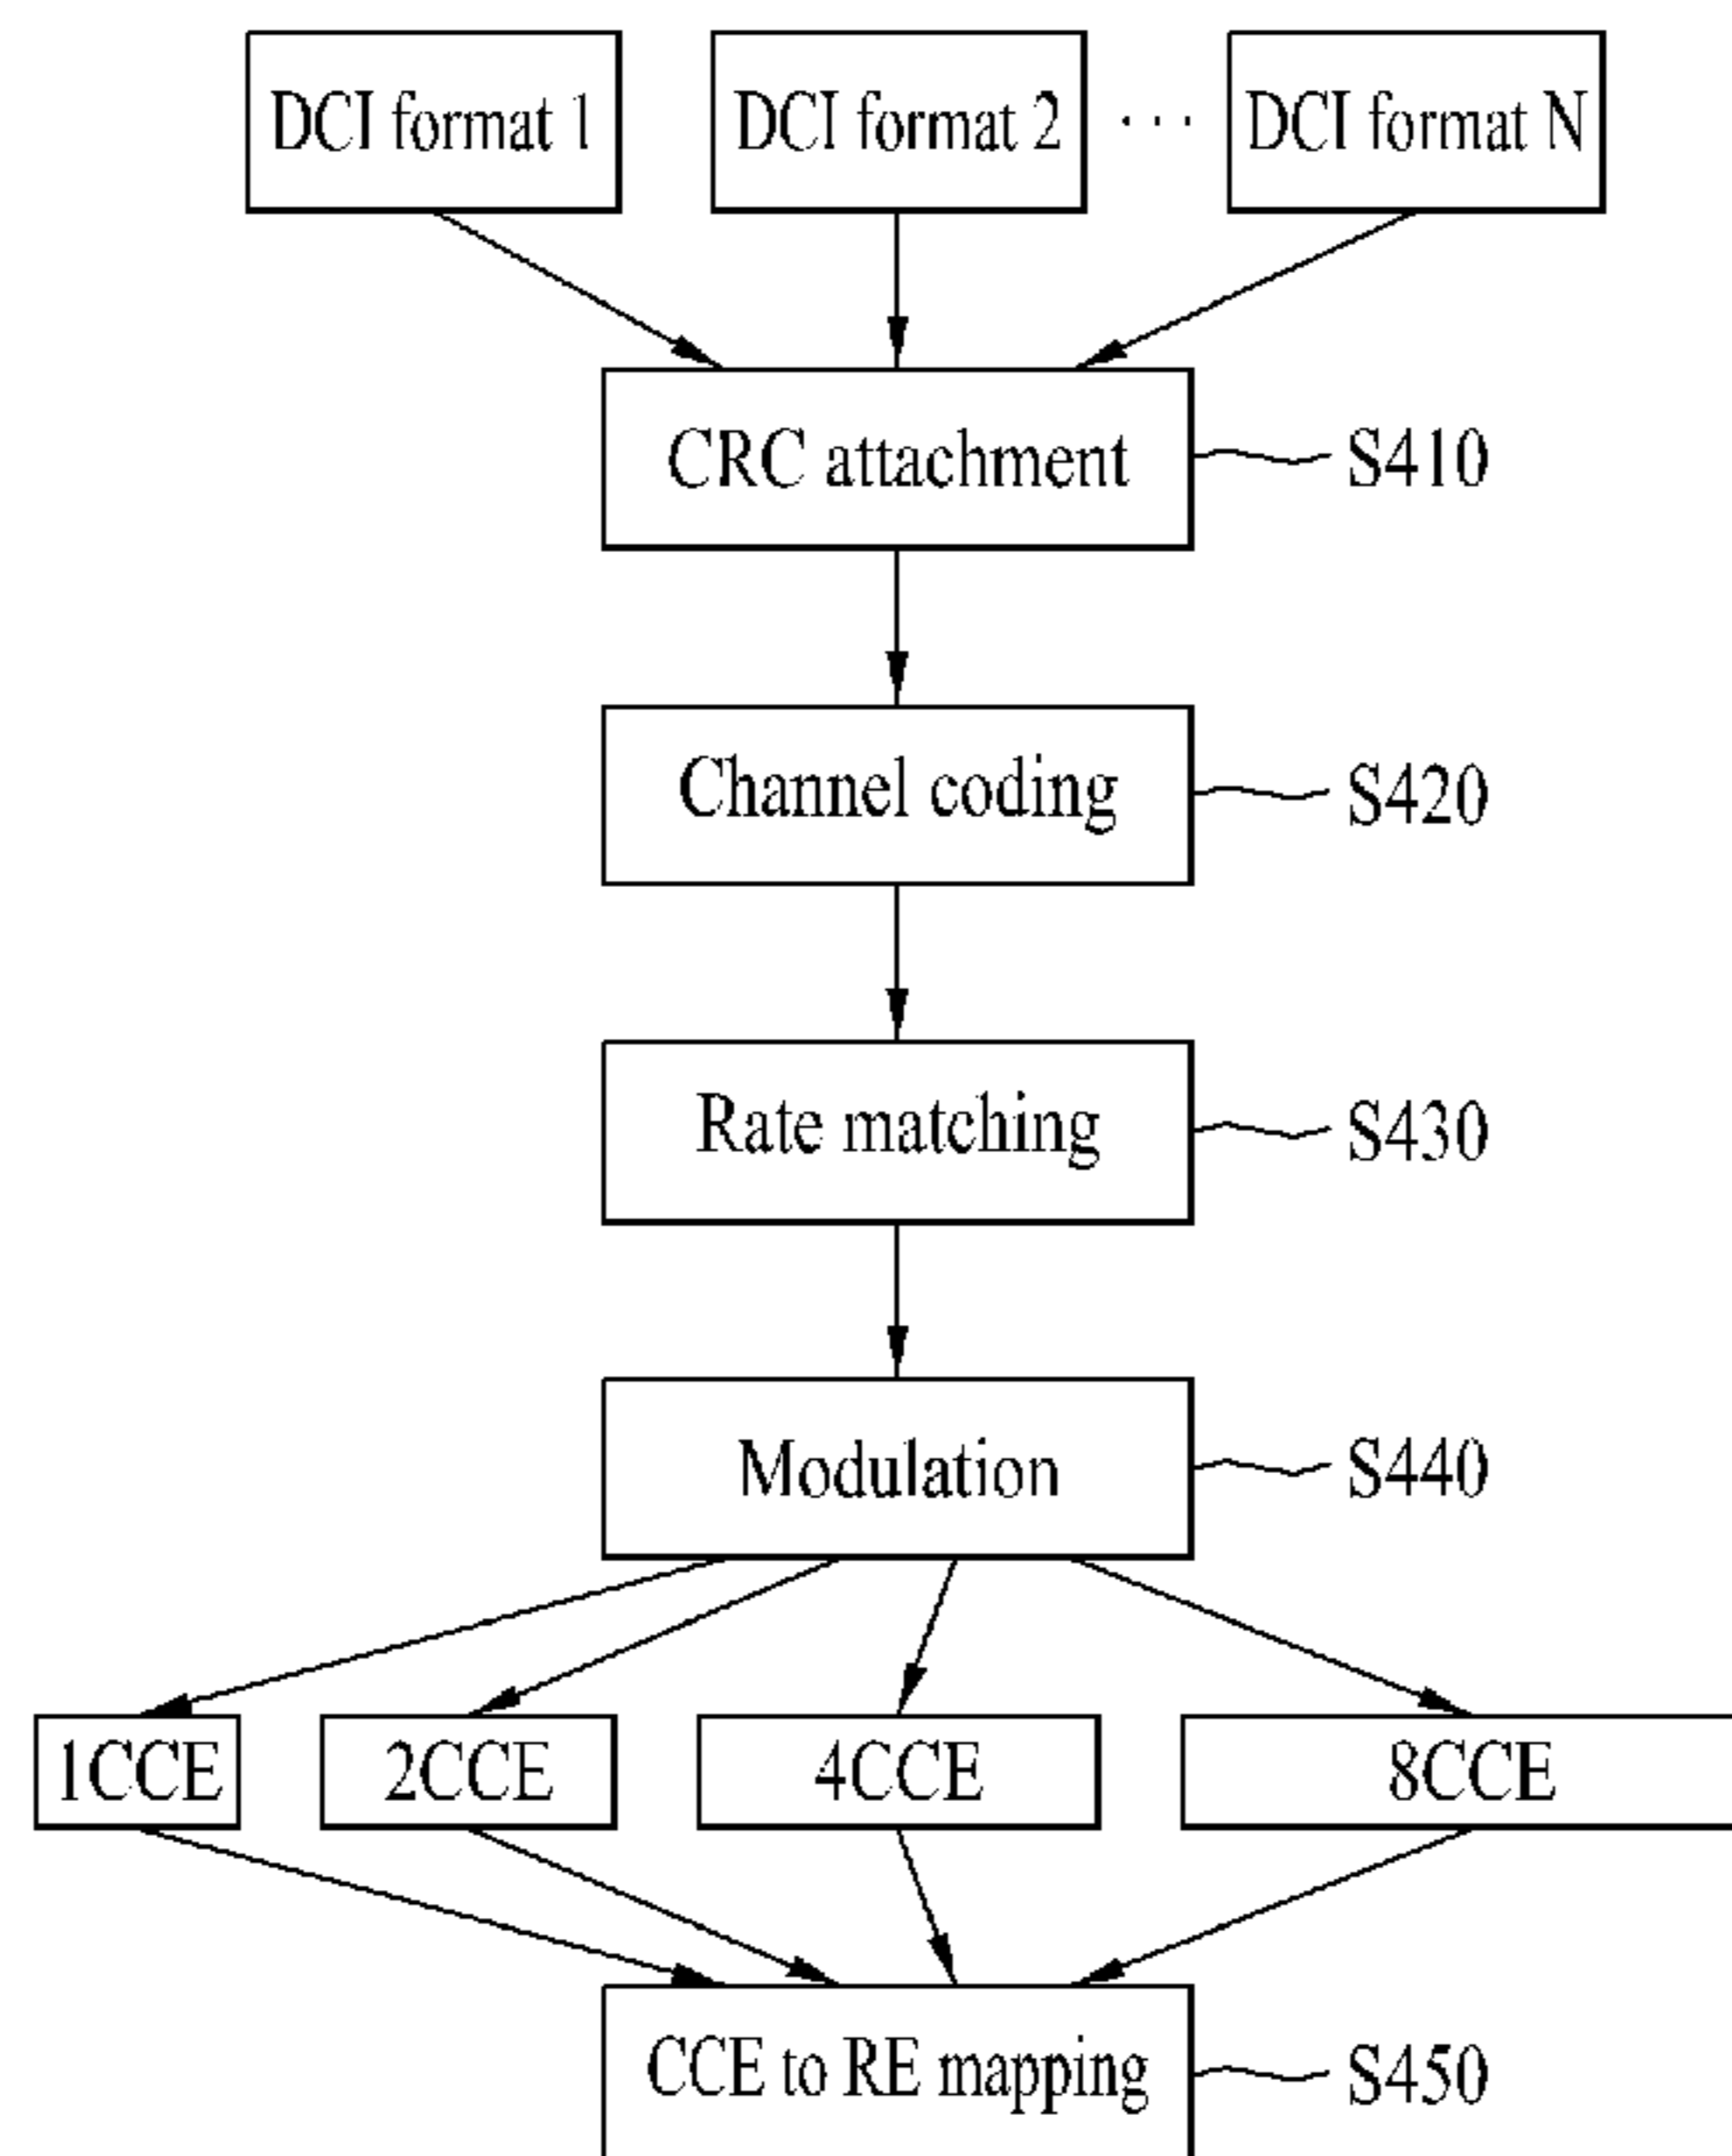 DCI format 1
DCI format 2
...
DCI format N
CRC attachment
S410
Channel coding
S420
Rate matching
S430
Modulation
S440
1CCE
2CCE
4CCE
8CCE
CCE to RE mapping
S450